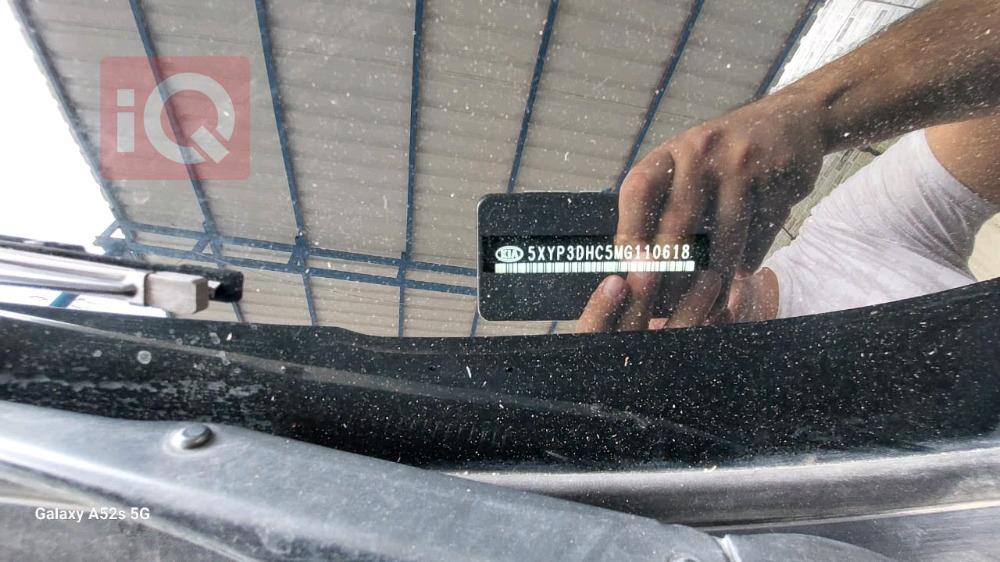 iQ
KIA 5XYP3DHC5MG110618
Galaxy A52s 5G